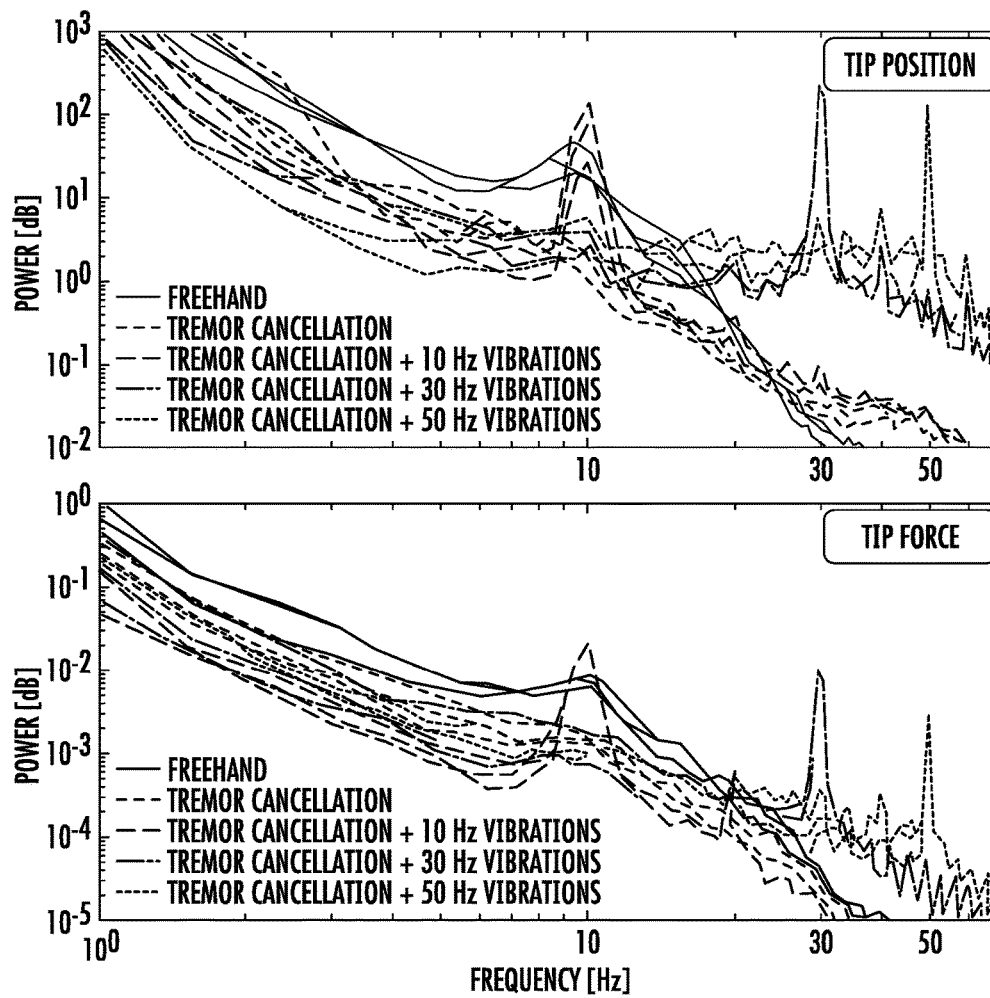 10³
TIP POSITION
10²
10¹
10⁰
10⁻¹
10⁻²
POWER [dB]
FREEHAND
TREMOR CANCELLATION
TREMOR CANCELLATION + 10 Hz VIBRATIONS
TREMOR CANCELLATION + 30 Hz VIBRATIONS
TREMOR CANCELLATION + 50 Hz VIBRATIONS
10 30 50
10⁰
TIP FORCE
10⁻¹
10⁻²
10⁻³
10⁻⁴
10⁻⁵
POWER [dB]
FREEHAND
TREMOR CANCELLATION
TREMOR CANCELLATION + 10 Hz VIBRATIONS
TREMOR CANCELLATION + 30 Hz VIBRATIONS
TREMOR CANCELLATION + 50 Hz VIBRATIONS
10⁰ 10 30 50
FREQUENCY [Hz]